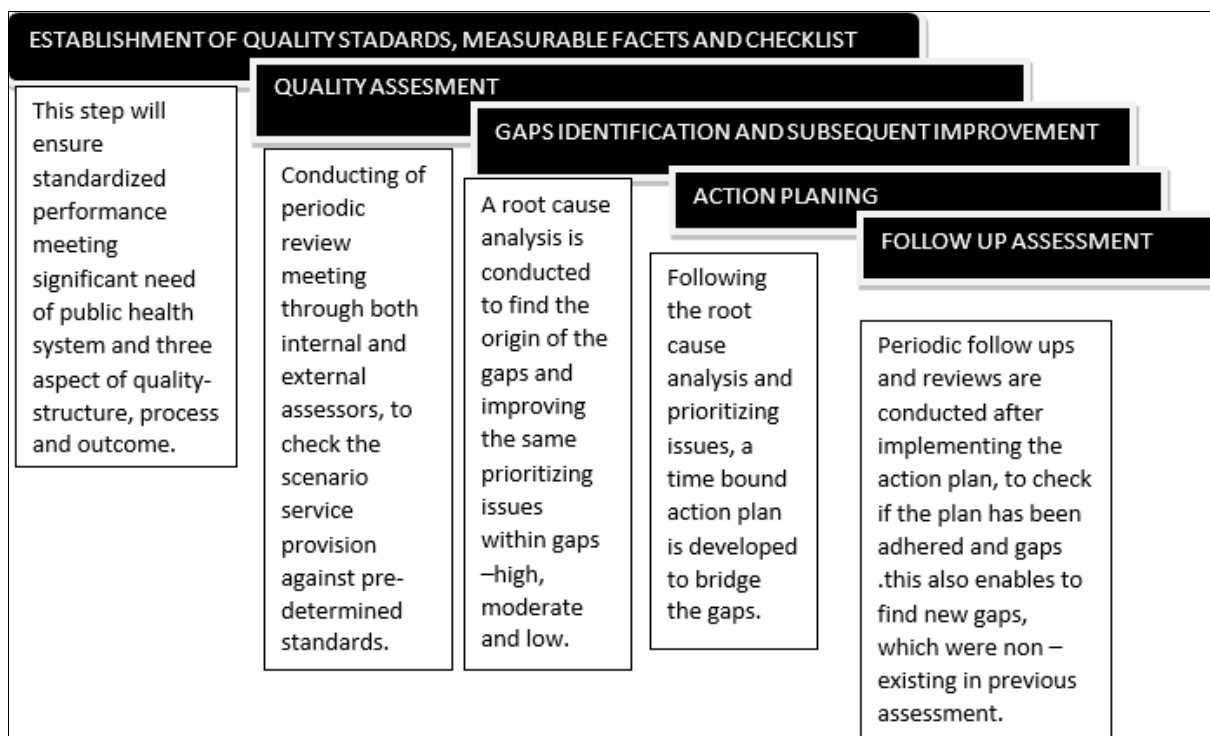 ESTABLISHMENT OF QUALITY STADARDS, MEASURABLE FACETS AND CHECKLIST
This step will
ensure
standardized
performance
meeting
significant need
of public health
system and three
aspect of quality-
structure, process
and outcome.
QUALITY ASSESMENT
Conducting of
periodic
review
meeting
through both
internal and
external
assessors, to
check the
scenario
service
provision
against pre-
determined
standards.
GAPS IDENTIFICATION AND SUBSEQUENT IMPROVEMENT
A root cause
analysis is
conducted
to find the
origin of the
gaps and
improving
the same
prioritizing
issues
within gaps
–high,
moderate
and low.
ACTION PLANING
Following
the root
cause
analysis and
prioritizing
issues, a
time bound
action plan
is developed
to bridge
the gaps.
FOLLOW UP ASSESSMENT
Periodic follow ups
and reviews are
conducted after
implementing the
action plan, to check
if the plan has been
adhered and gaps
.this also enables to
find new gaps,
which were non –
existing in previous
assessment.